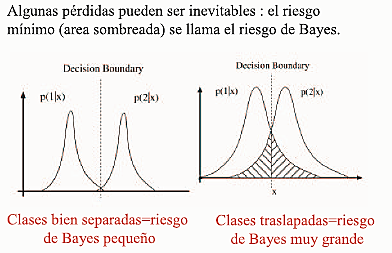 Algunas pérdidas pueden ser inevitables : el riesgo
mínimo (area sombreada) se llama el riesgo de Bayes.
Decision Boundary
p(1|x)
p(2|x)
Decision Boundary
p(1|x)
p(2|x)
x
Clases bien separadas=riesgo
de Bayes pequeño
Clases traslapadas=riesgo
de Bayes muy grande